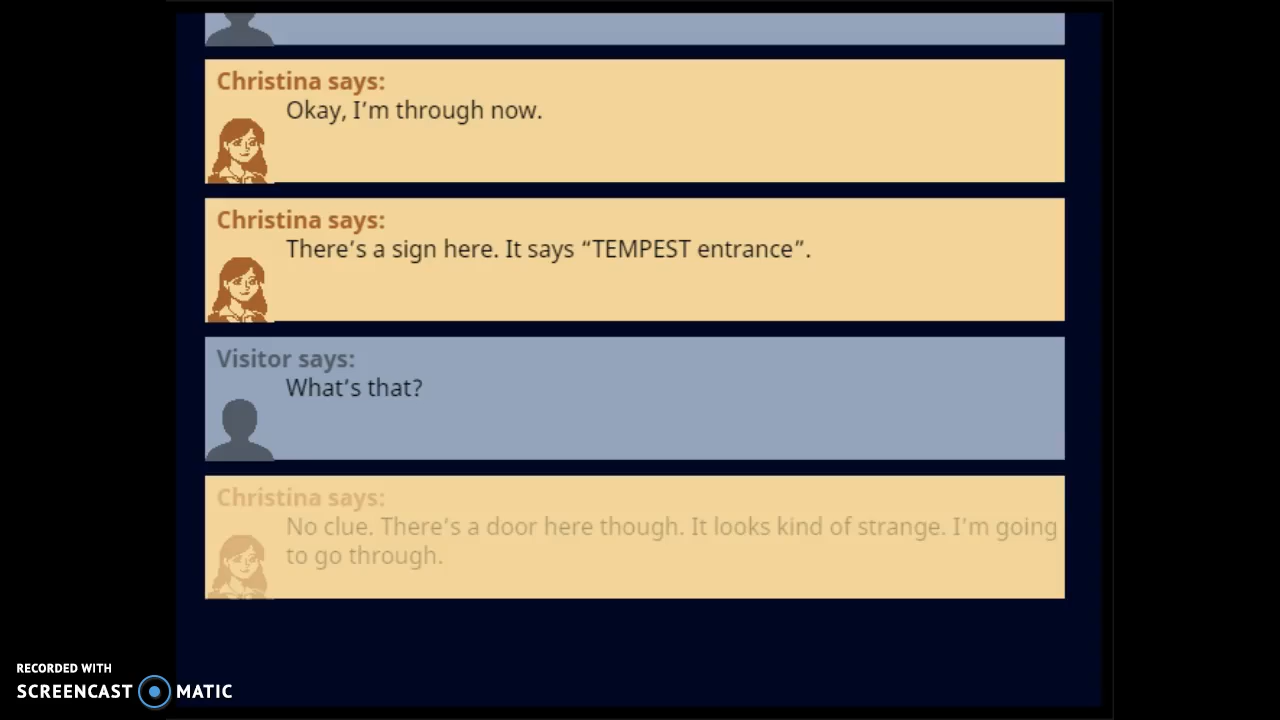 Christina says:
Okay, I’m through now.
Christina says:
There’s a sign here. It says “TEMPEST entrance”.
Visitor says:
What’s that?
Christina says:
No clue. There’s a door here though. It looks kind of strange. I’m going
to go through.
RECORDED WITH
SCREENCAST MATIC